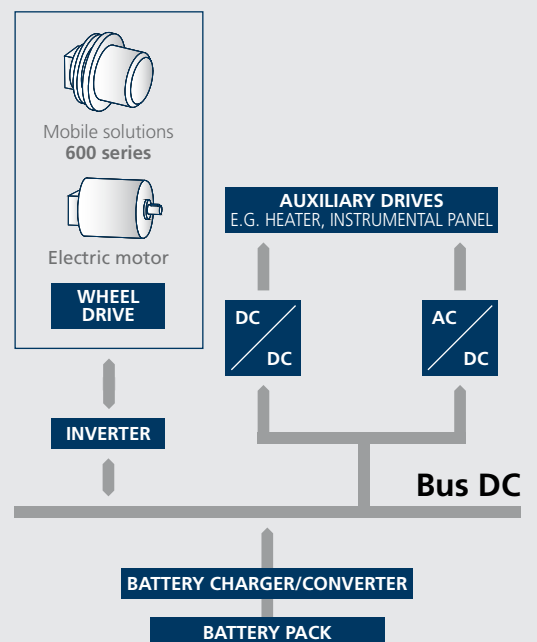 Mobile solutions
600 series
Electric motor
WHEEL
DRIVE
AUXILIARY DRIVES
E.G. HEATER, INSTRUMENTAL PANEL
DC
DC
AC
DC
INVERTER
Bus DC
BATTERY CHARGER/CONVERTER
BATTERY PACK